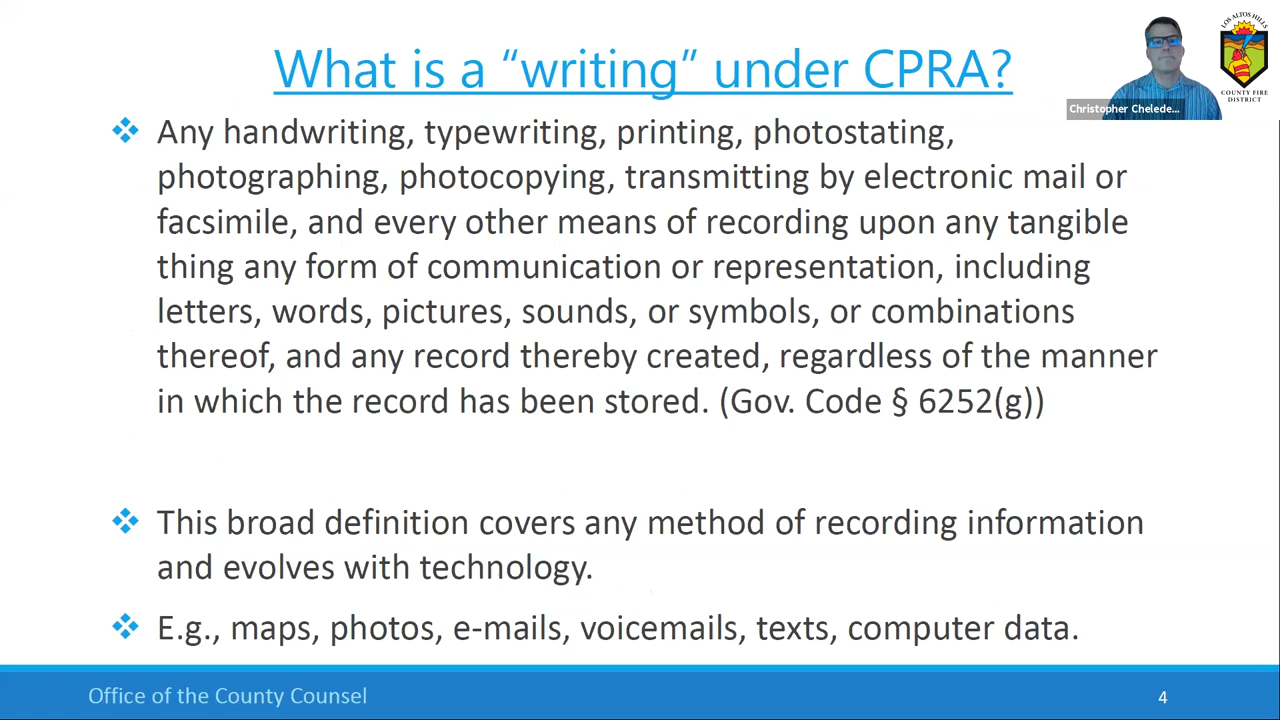 What is a “writing” under CPRA?
LOS ALTOS HILLS
COUNTY FIRE
DISTRICT
Christopher Chelede...
❖ Any handwriting, typewriting, printing, photostating,
photographing, photocopying, transmitting by electronic mail or
facsimile, and every other means of recording upon any tangible
thing any form of communication or representation, including
letters, words, pictures, sounds, or symbols, or combinations
thereof, and any record thereby created, regardless of the manner
in which the record has been stored. (Gov. Code § 6252(g))
❖ This broad definition covers any method of recording information
and evolves with technology.
❖ E.g., maps, photos, e-mails, voicemails, texts, computer data.
Office of the County Counsel
4